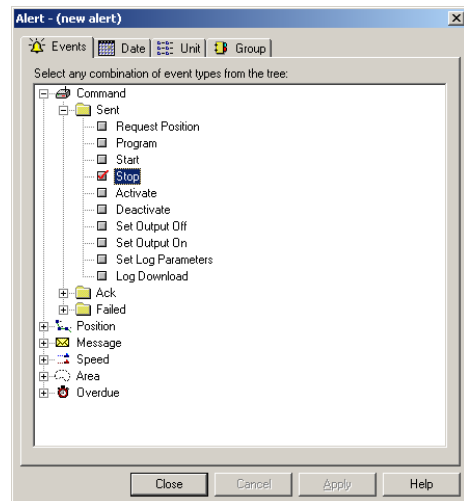 Alert - (new alert)
Events Date Unit Group
Select any combination of event types from the tree:
Command
Sent
Request Position
Program
Start
Stop
Activate
Deactivate
Set Output Off
Set Output On
Set Log Parameters
Log Download
Ack
Failed
Position
Message
Speed
Area
Overdue
Close Cancel Apply Help